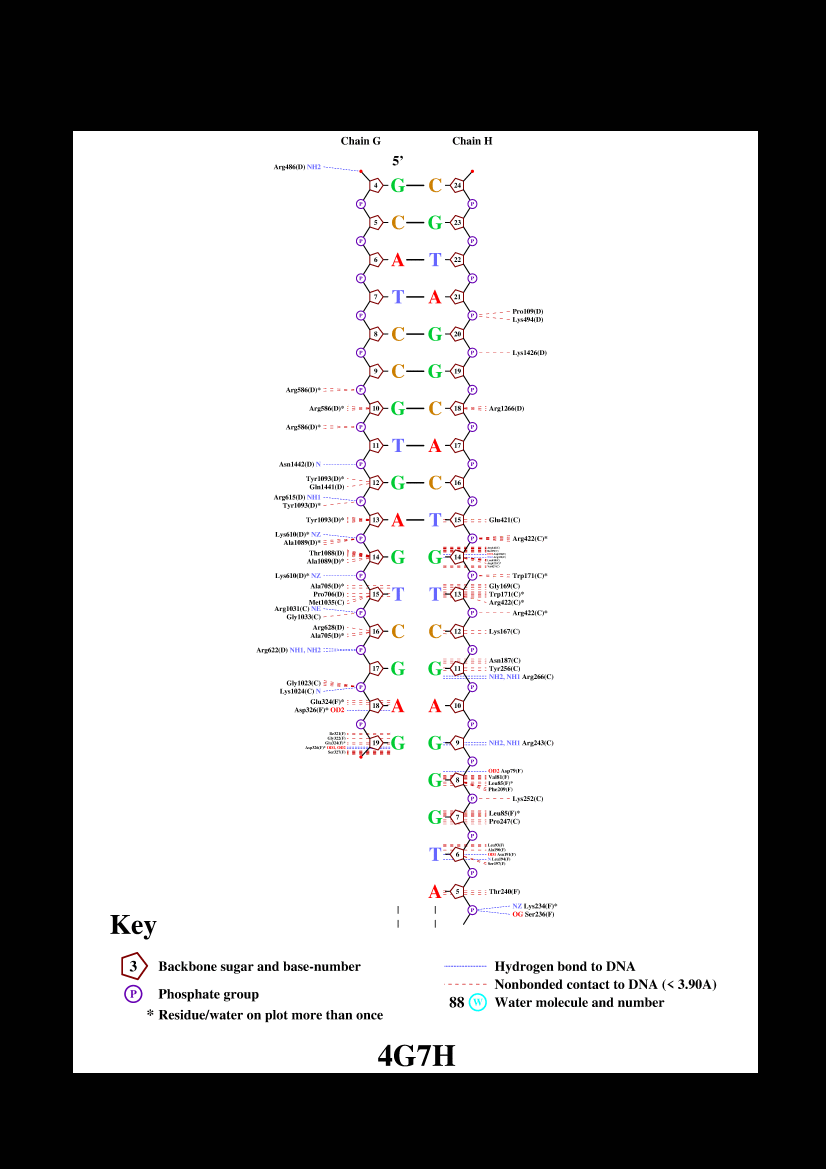 Chain G Chain H
5’
Arg486(D) NH2
4 G C 24
P P
5 C G 23
P P
6 A T 22
P P
7 T A 21
Pro109(D)
P P
Lys494(D)
8 C G 20
P P Lys1426(D)
9 C G 19
Arg586(D)* P P
Arg586(D)* 10 G C 18 Arg1266(D)
Arg586(D)* P P
11 T A 17
Asn1442(D) N P P
Tyr1093(D)*
12 G C 16
Gln1441(D)
Arg615(D) NH1
P P
Tyr1093(D)*
Tyr1093(D)* 13 A T 15 Glu421(C)
Lys610(D)* NZ
P P Arg422(C)*
Ala1089(D)*
Thr1088(D)
14 G G 14
Ala1089(D)*
Lys610(D)* NZ P P Trp171(C)*
Ala705(D)* Gly169(C)
Pro706(D) 15 T T 13 Trp171(C)*
Met1035(C) Arg422(C)*
Arg1031(C) NE
P P Arg422(C)*
Gly1033(C)
Arg628(D)
16 C C 12 Lys167(C)
Ala705(D)*
Arg622(D) NH1, NH2 P P
Asn187(C)
17 G G 11 Tyr256(C)
NH2, NH1 Arg266(C)
Gly1023(C)
P P
Lys1024(C) N
Glu324(F)*
18 A A 10
Asp326(F)* OD2
P P
19 G G 9 NH2, NH1 Arg243(C)
Asp326(F)* OD1, OD2
Ser327(F)
P
OD2 Asp79(F)
Val81(F)
G 8 Leu85(F)*
Phe209(F)
P Lys252(C)
Leu85(F)*
G 7 Pro247(C)
P
T 6
P
A 5 Thr240(F)
NZ Lys234(F)*
P
OG Ser236(F)
Key
3 Backbone sugar and base-number
P Phosphate group
* Residue/water on plot more than once
Hydrogen bond to DNA
Nonbonded contact to DNA (< 3.90A)
88 W Water molecule and number
4G7H